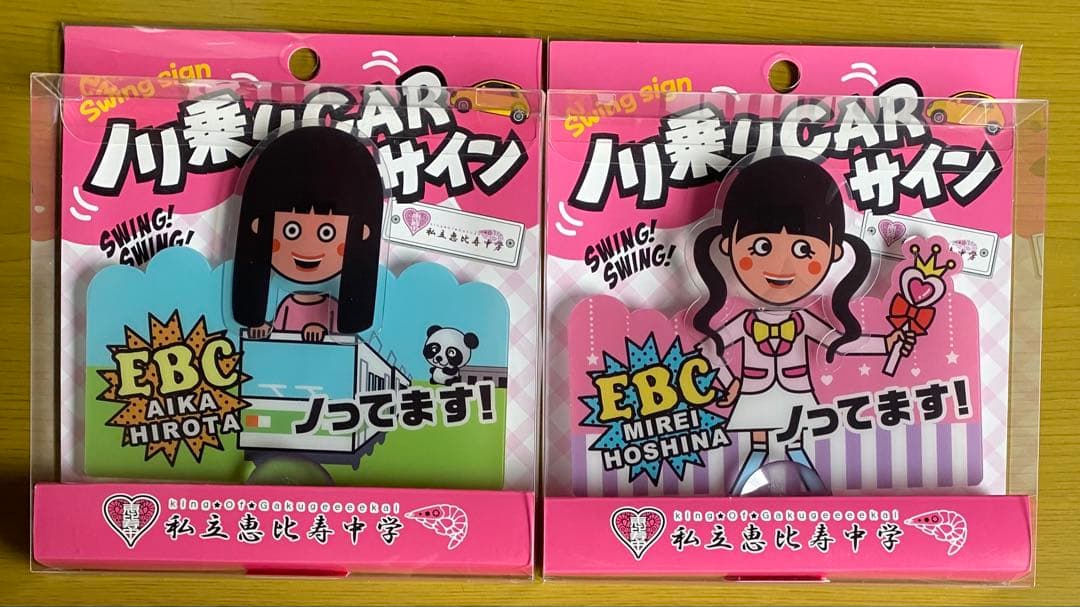 Swing sign
ノリ乗りCAR
サイン
SWING!
SWING!
私立恵比寿中学
EBC
AIKA
HIROTA
ノってます!
King★Of★Gakugeeeekai
私立恵比寿中学
Swing sign
ノリ乗りCAR
サイン
SWING!
SWING!
私立恵比寿中学
EBC
MIREI
HOSHINA
ノってます!
King★Of★Gakugeeeekai
私立恵比寿中学